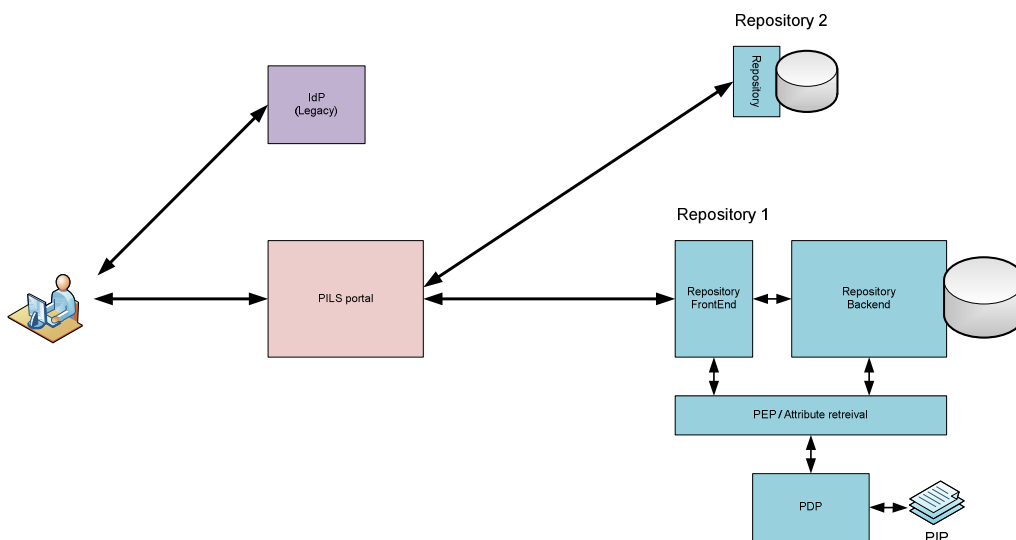 Repository 2
IdP
(Legacy)
Repository
Repository 1
PILS portal
Repository
FrontEnd
Repository
Backend
PEP / Attribute retreival
PDP
PIP